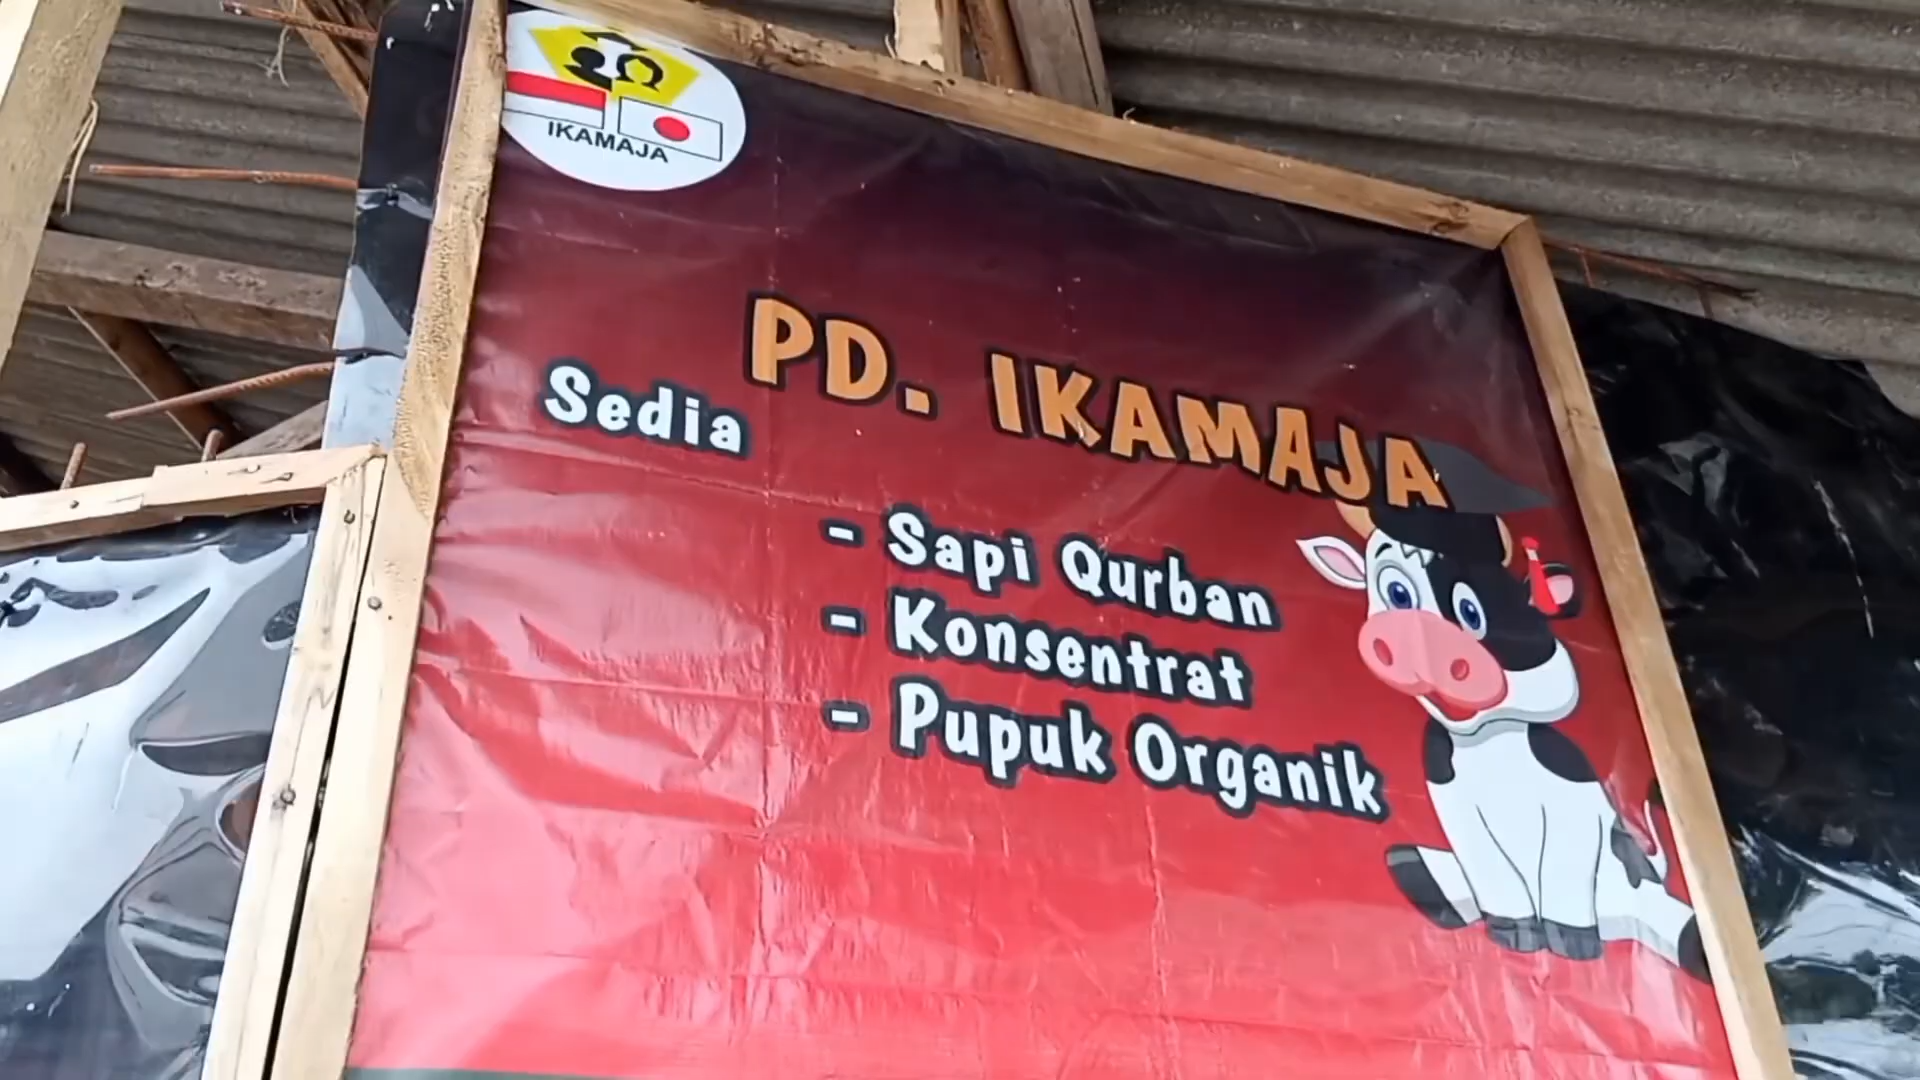 IKAMAJA
PD. IKAMAJA
Sedia
- Sapi Qurban
- Konsentrat
- Pupuk Organik